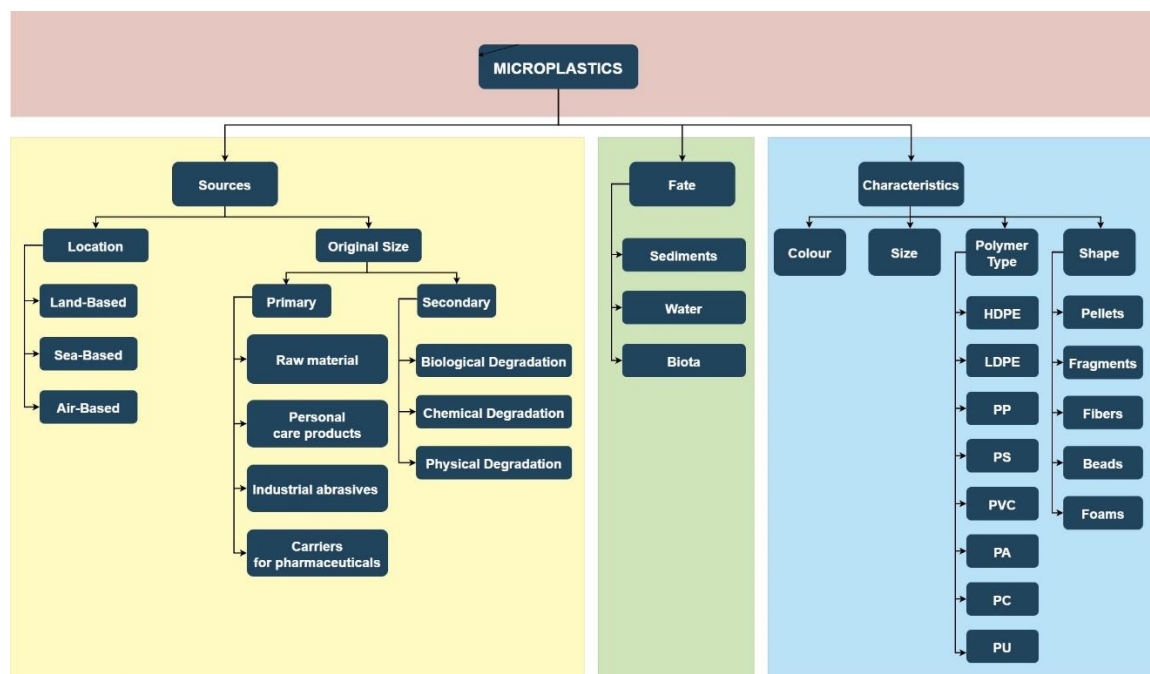 MICROPLASTICS
Sources
Location
Land-Based
Sea-Based
Air-Based
Original Size
Primary
Raw material
Personal
care products
Industrial abrasives
Carriers
for pharmaceuticals
Secondary
Biological Degradation
Chemical Degradation
Physical Degradation
Fate
Sediments
Water
Biota
Characteristics
Colour
Size
Polymer
Type
HDPE
LDPE
PP
PS
PVC
PA
PC
PU
Shape
Pellets
Fragments
Fibers
Beads
Foams